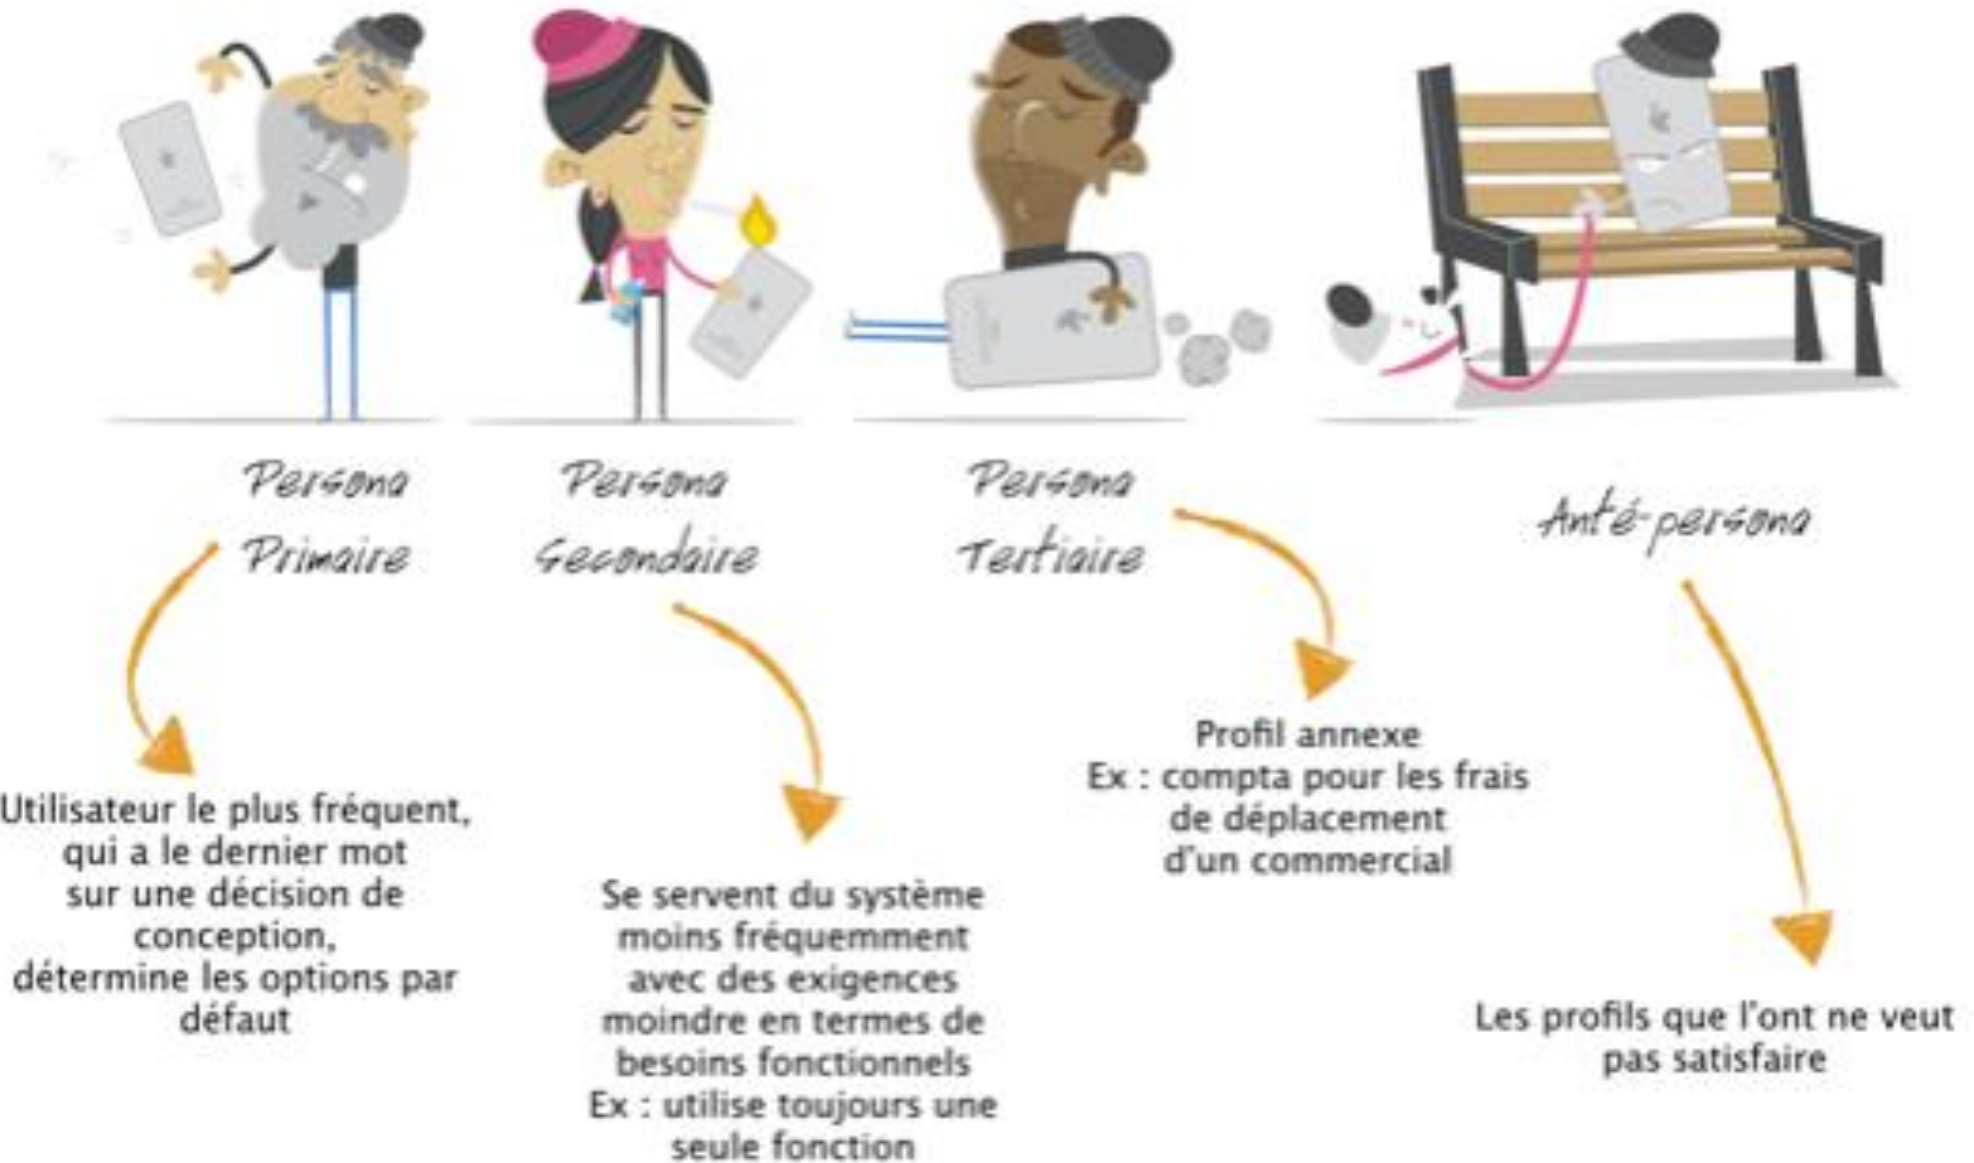 Persona
Primaire
Persona
Secondaire
Persona
Tertiaire
Anté-persona
Utilisateur le plus fréquent,
qui a le dernier mot
sur une décision de
conception,
détermine les options par
défaut
Se servent du système
moins fréquemment
avec des exigences
moindre en termes de
besoins fonctionnels
Ex : utilise toujours une
seule fonction
Profil annexe
Ex : compta pour les frais
de déplacement
d'un commercial
Les profils que l'ont ne veut
pas satisfaire